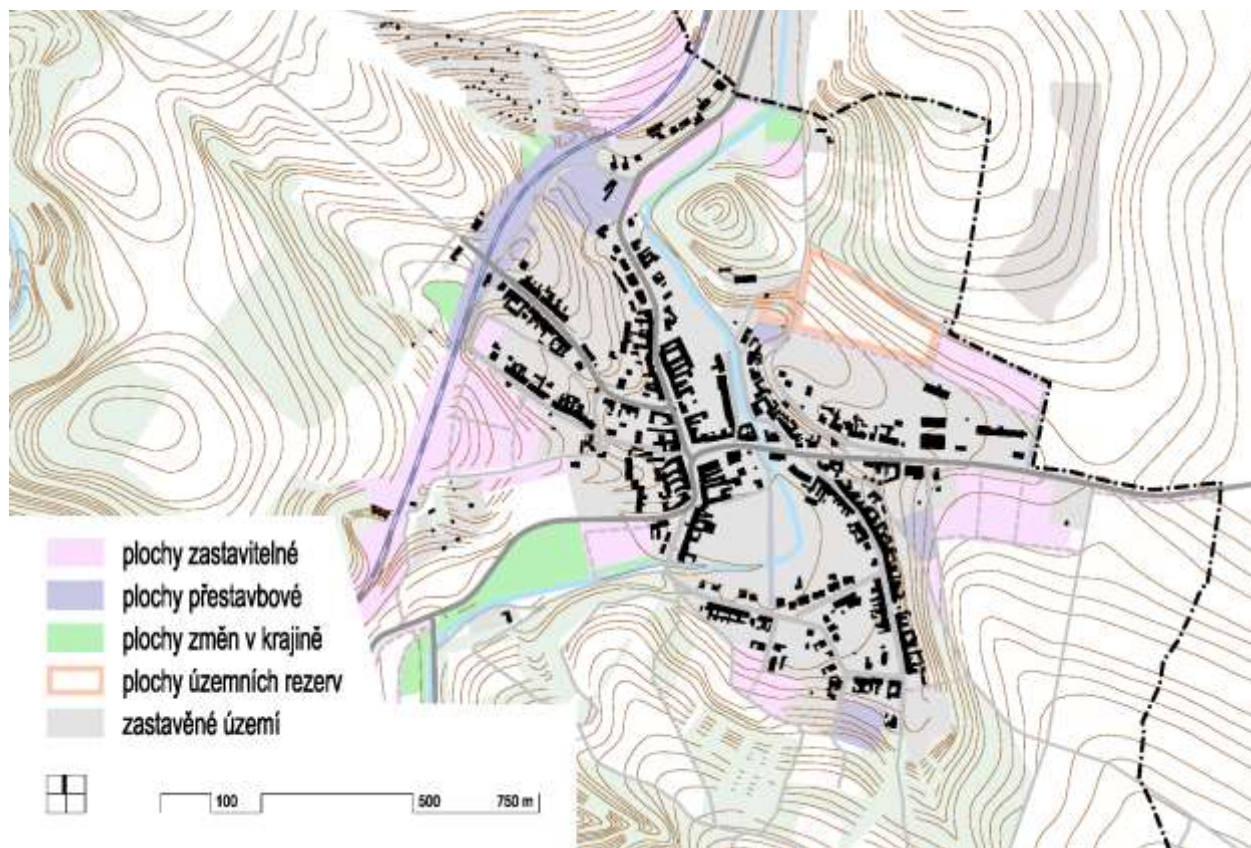 plochy zastavitelné
plochy přestavbové
plochy změn v krajině
plochy územních rezerv
zastavěné území
100 500 750 m